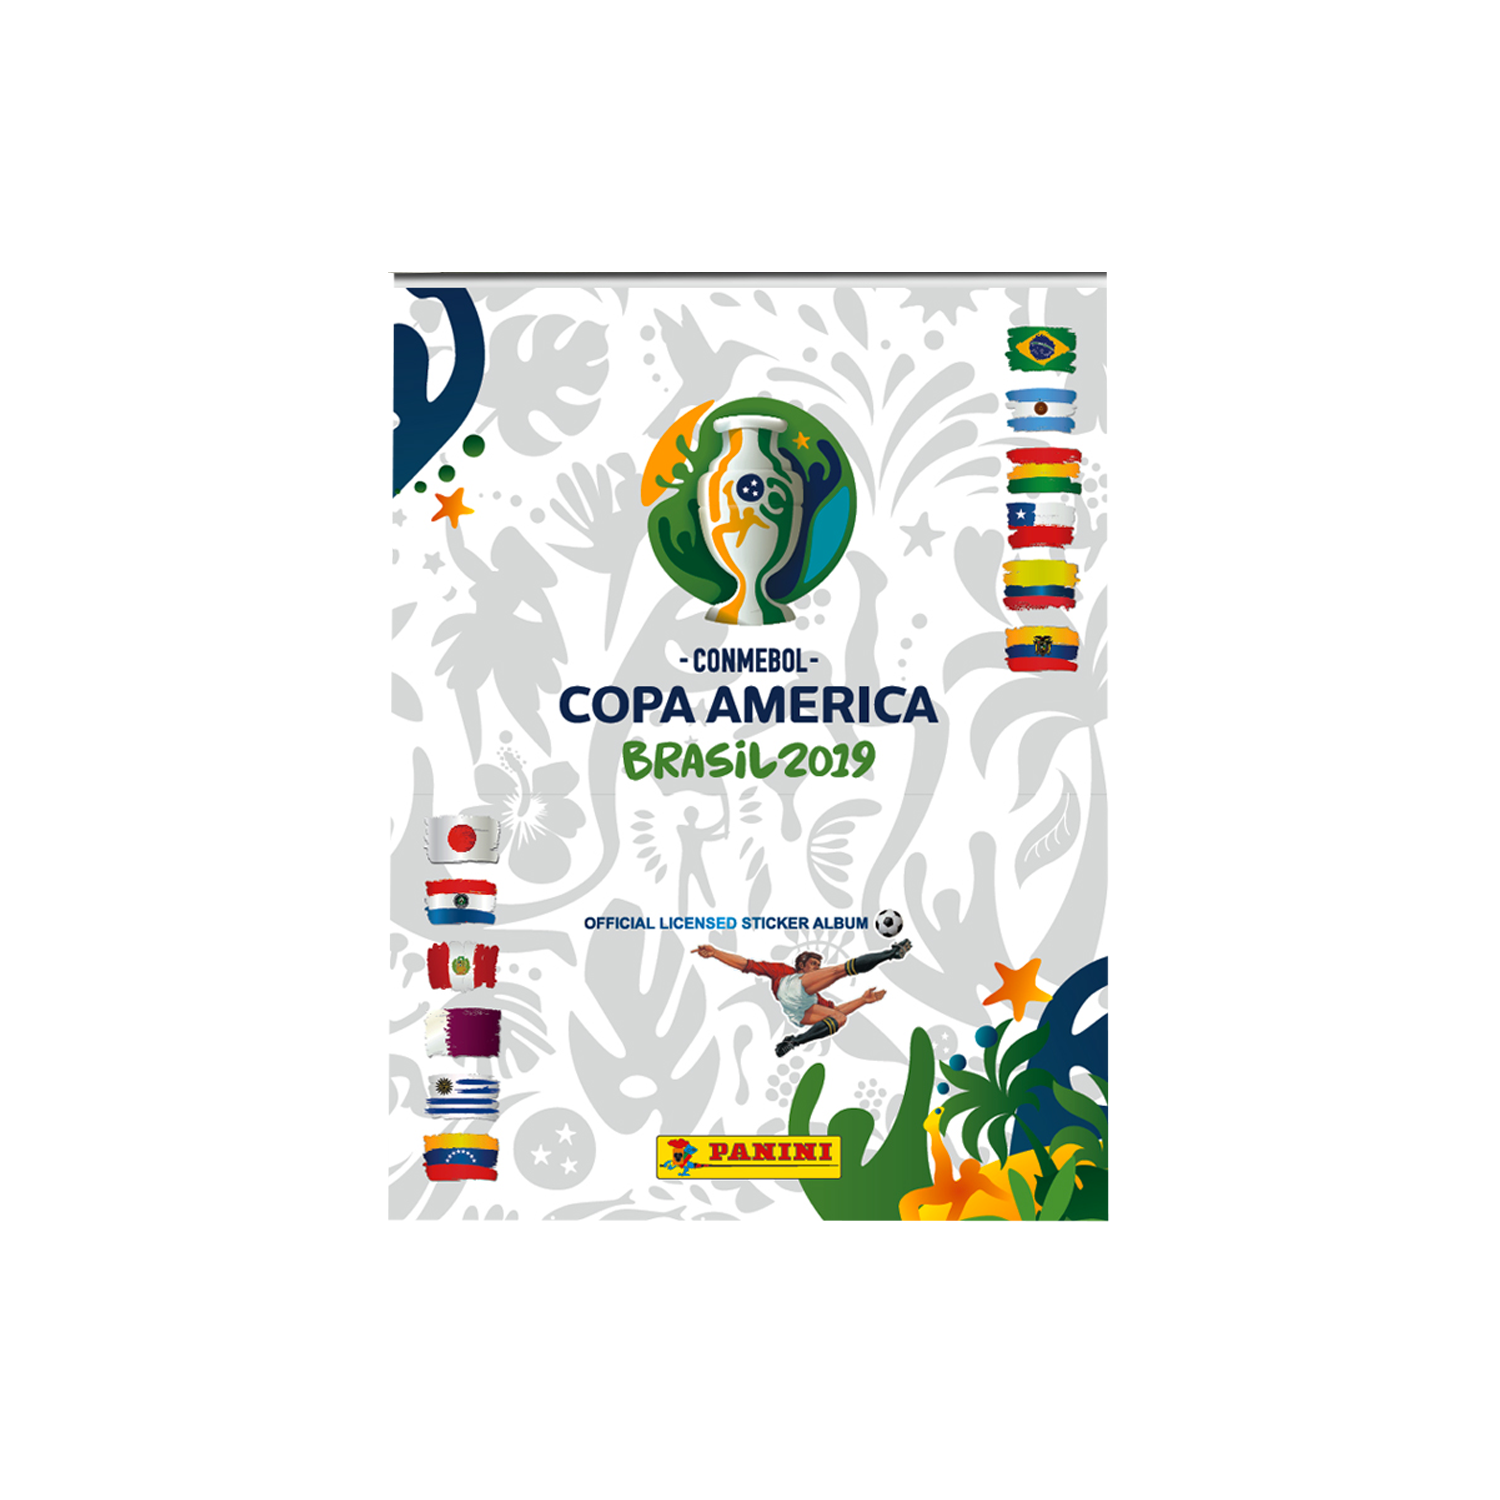 -CONMEBOL-
COPA AMERICA
BRASiL2019
OFFICIAL LICENSED STICKER ALBUM
PANINI